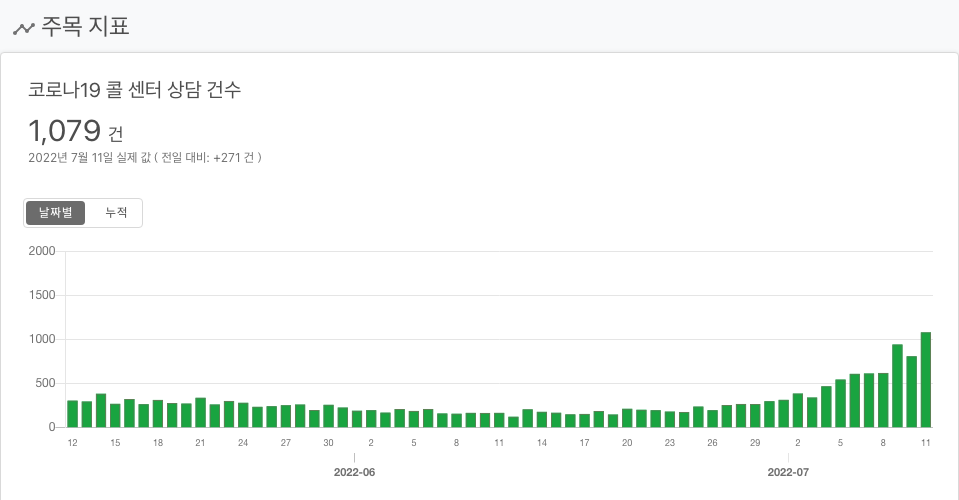 주목 지표
코로나19 콜 센터 상담 건수
1,079 건
2022년 7월 11일 실제 값 ( 전일 대비: +271 건 )
날짜별 누적
2000
1500
1000
500
0
12 15 18 21 24 27 30 2 5 8 11 14 17 20 23 26 29 2 5 8 11
2022-06 2022-07